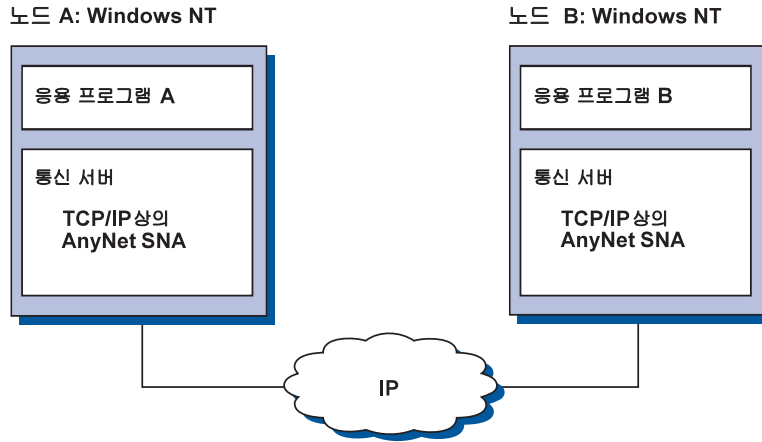 노드 A: Windows NT
응용 프로그램 A
통신 서버
TCP/IP상의
AnyNet SNA
노드 B: Windows NT
응용 프로그램 B
통신 서버
TCP/IP상의
AnyNet SNA
IP